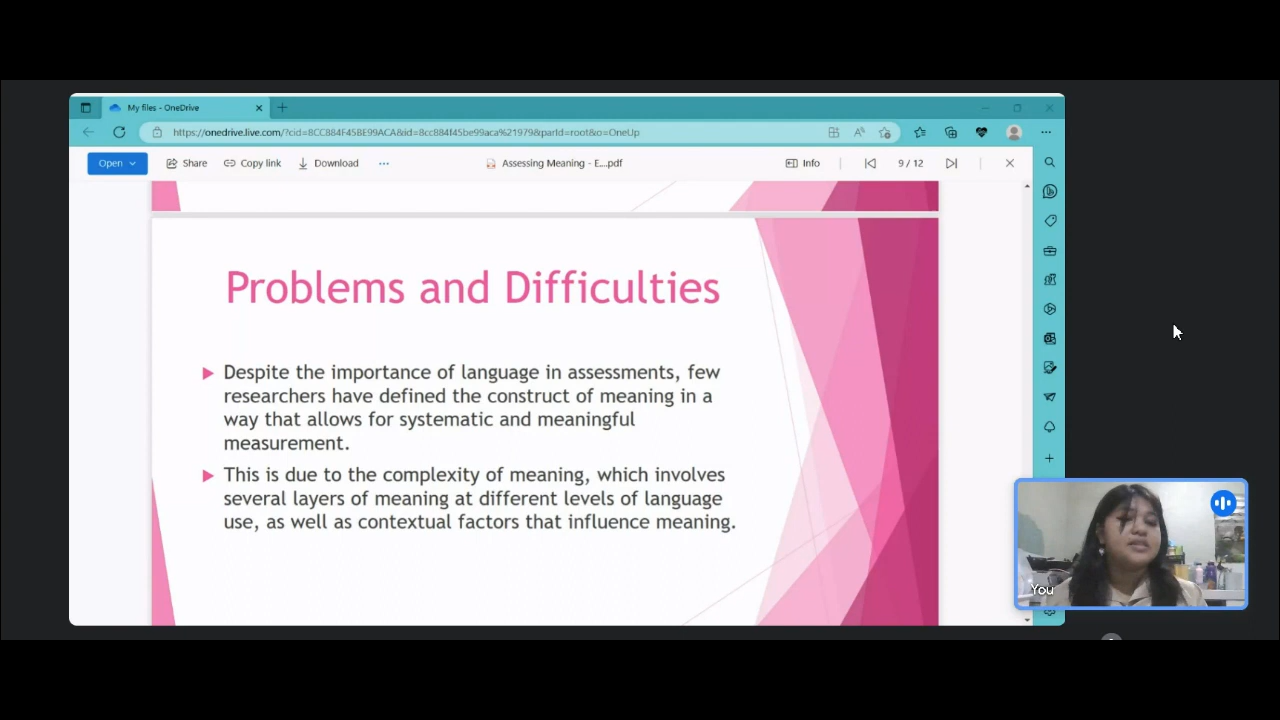 My files - OneDrive
https://onedrive.live.com/?cid=8CC884F45BE99ACA&id=8cc884f45be99aca%21979&parId=root&o=OneUp
Open Share Copy link Download Assessing Meaning - E...pdf Info 9 / 12
Problems and Difficulties
Despite the importance of language in assessments, few
researchers have defined the construct of meaning in a
way that allows for systematic and meaningful
measurement.
This is due to the complexity of meaning, which involves
several layers of meaning at different levels of language
use, as well as contextual factors that influence meaning.
You